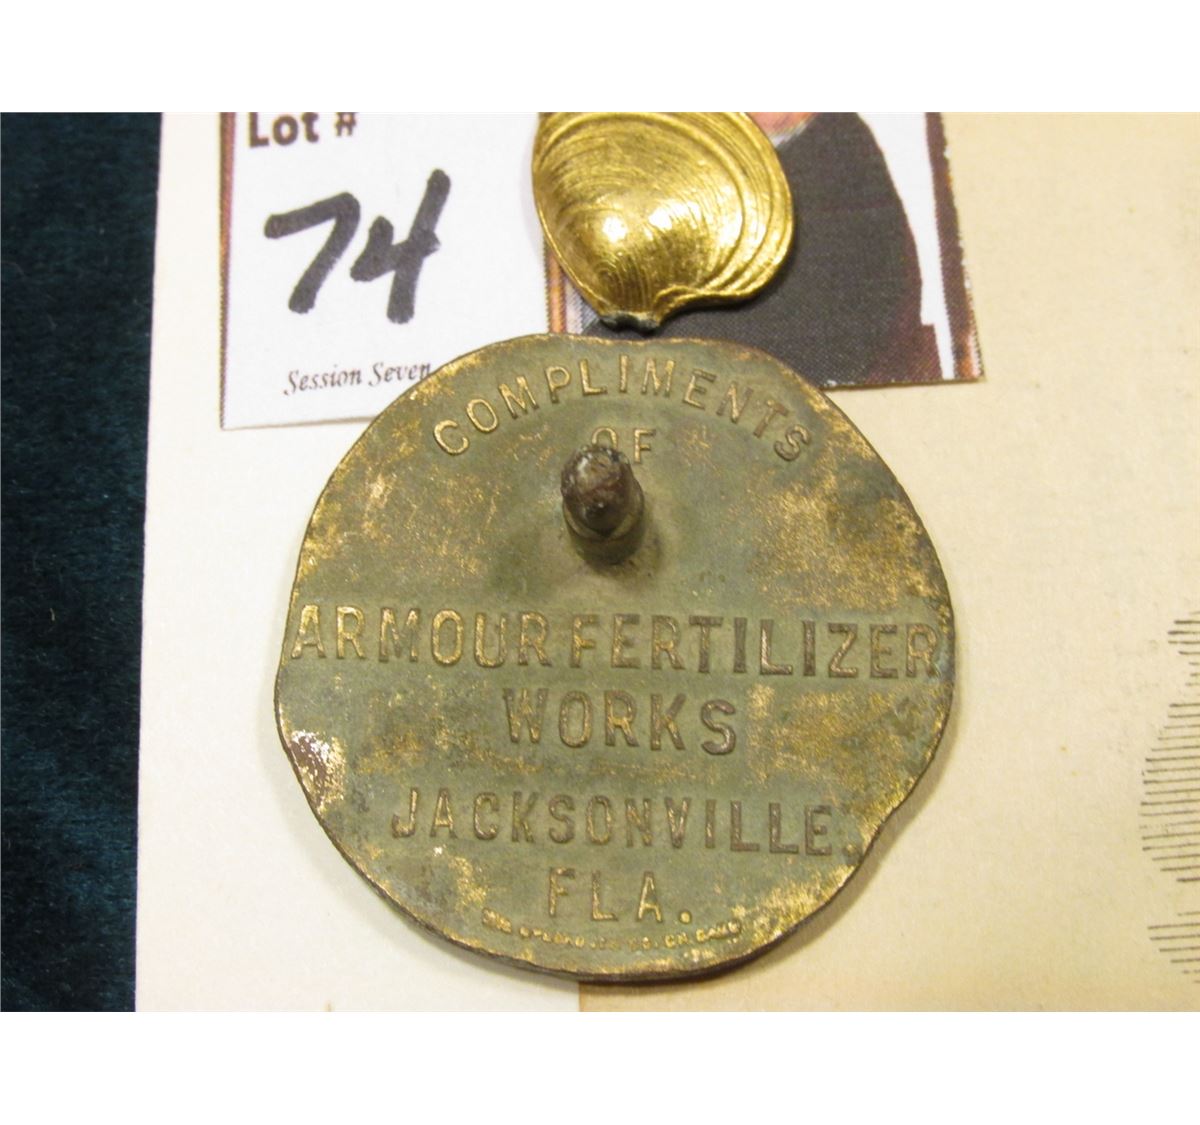 Lot #
74
Session Seven
COMPLIMENTS
OF
ARMOUR FERTILIZER
WORKS
JACKSONVILLE
FLA.